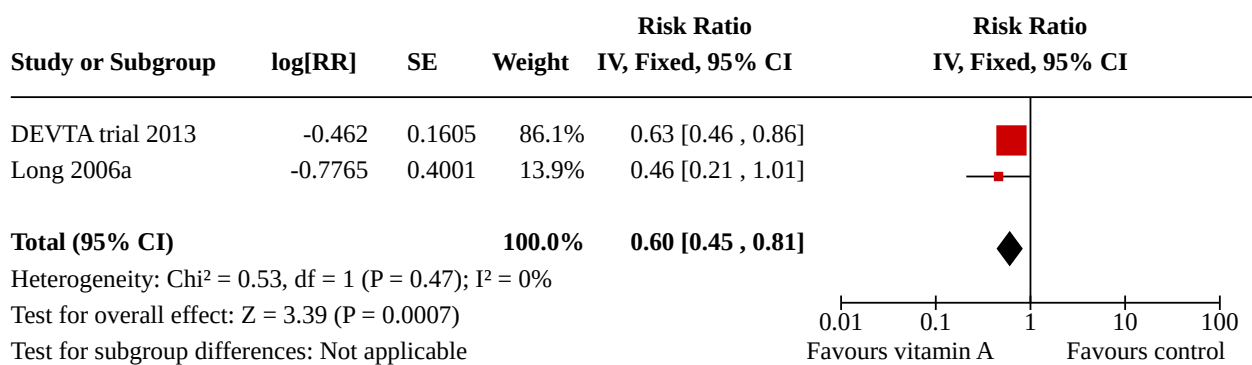 Risk Ratio Risk Ratio
Study or Subgroup log[RR] SE Weight IV, Fixed, 95% CI IV, Fixed, 95% CI
DEVTA trial 2013 -0.462 0.1605 86.1% 0.63 [0.46 , 0.86]
Long 2006a -0.7765 0.4001 13.9% 0.46 [0.21 , 1.01]
Total (95% CI) 100.0% 0.60 [0.45 , 0.81]
Heterogeneity: Chi² = 0.53, df = 1 (P = 0.47); I² = 0%
Test for overall effect: Z = 3.39 (P = 0.0007) 0.01 0.1 1 10 100
Test for subgroup differences: Not applicable Favours vitamin A Favours control